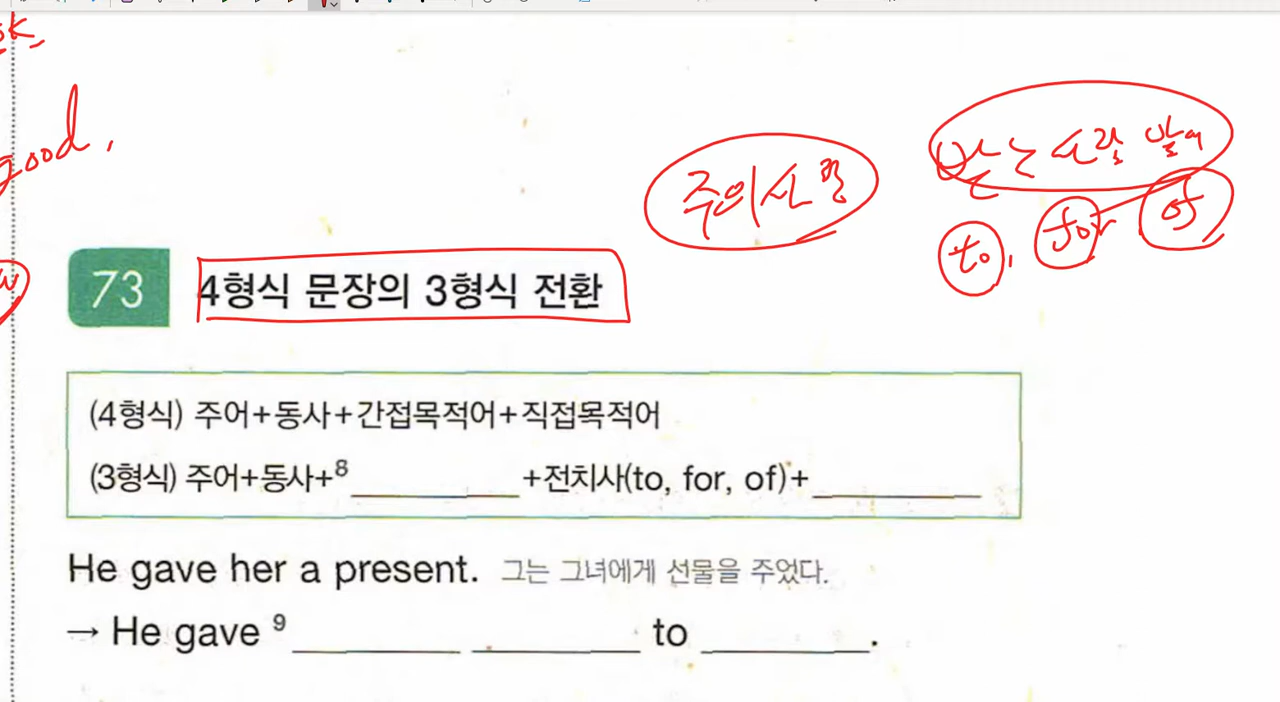 good,
주의사항
받는 사람 앞에
to, for of
73 4형식 문장의 3형식 전환
(4형식) 주어+동사+간접목적어+직접목적어
(3형식) 주어+동사+8 ________ +전치사(to, for, of)+ ________
He gave her a present. 그는 그녀에게 선물을 주었다.
→ He gave 9 ________ ________ to ________.